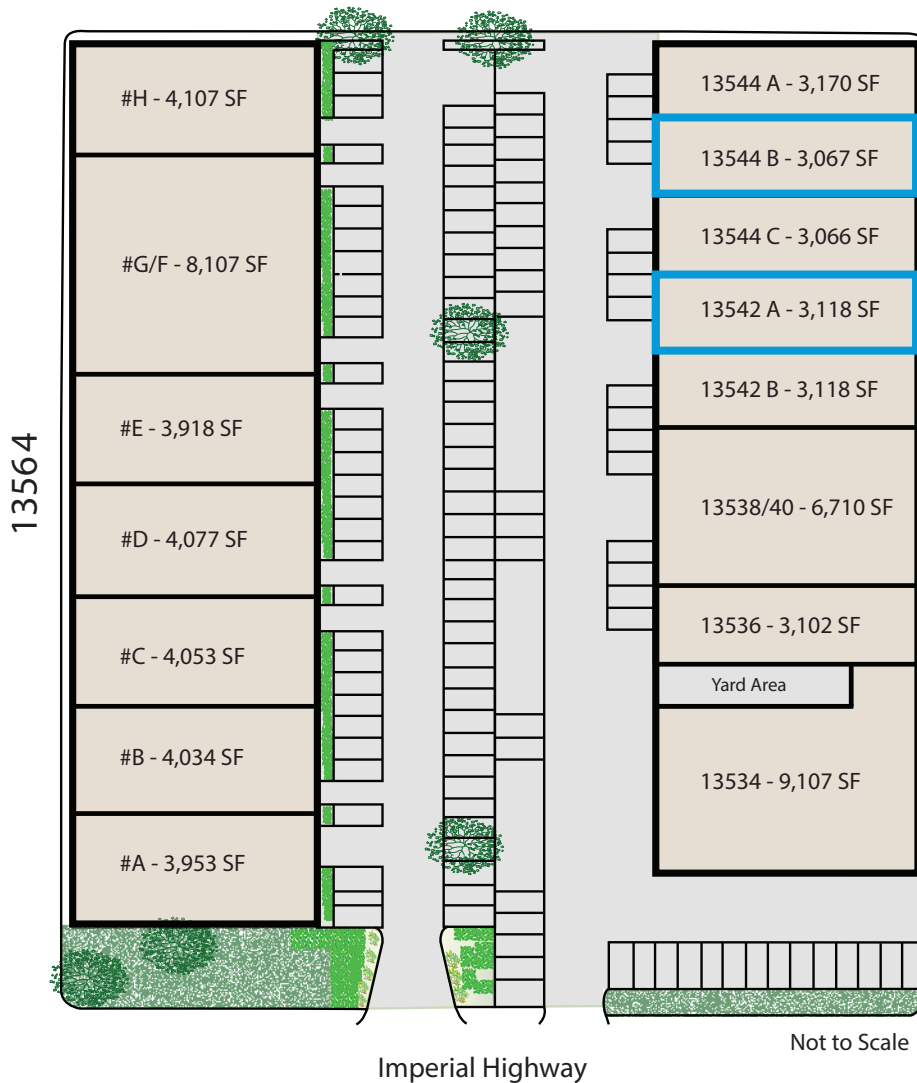 13564
#H - 4,107 SF
#G/F - 8,107 SF
#E - 3,918 SF
#D - 4,077 SF
#C - 4,053 SF
#B - 4,034 SF
#A - 3,953 SF
13544 A - 3,170 SF
13544 B - 3,067 SF
13544 C - 3,066 SF
13542 A - 3,118 SF
13542 B - 3,118 SF
13538/40 - 6,710 SF
13536 - 3,102 SF
Yard Area
13534 - 9,107 SF
Not to Scale
Imperial Highway